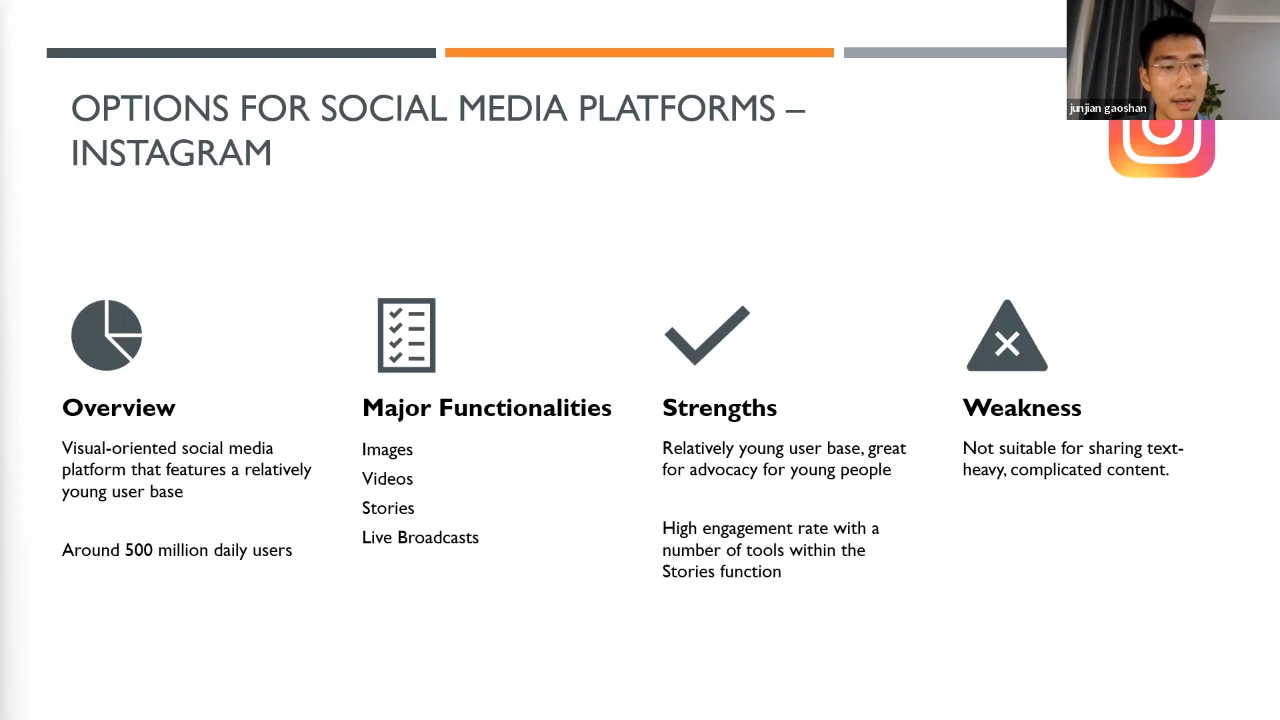 OPTIONS FOR SOCIAL MEDIA PLATFORMS –
INSTAGRAM
junjian gaoshan
Overview
Visual-oriented social media
platform that features a relatively
young user base
Around 500 million daily users
Major Functionalities
Images
Videos
Stories
Live Broadcasts
Strengths
Relatively young user base, great
for advocacy for young people
High engagement rate with a
number of tools within the
Stories function
Weakness
Not suitable for sharing text-
heavy, complicated content.